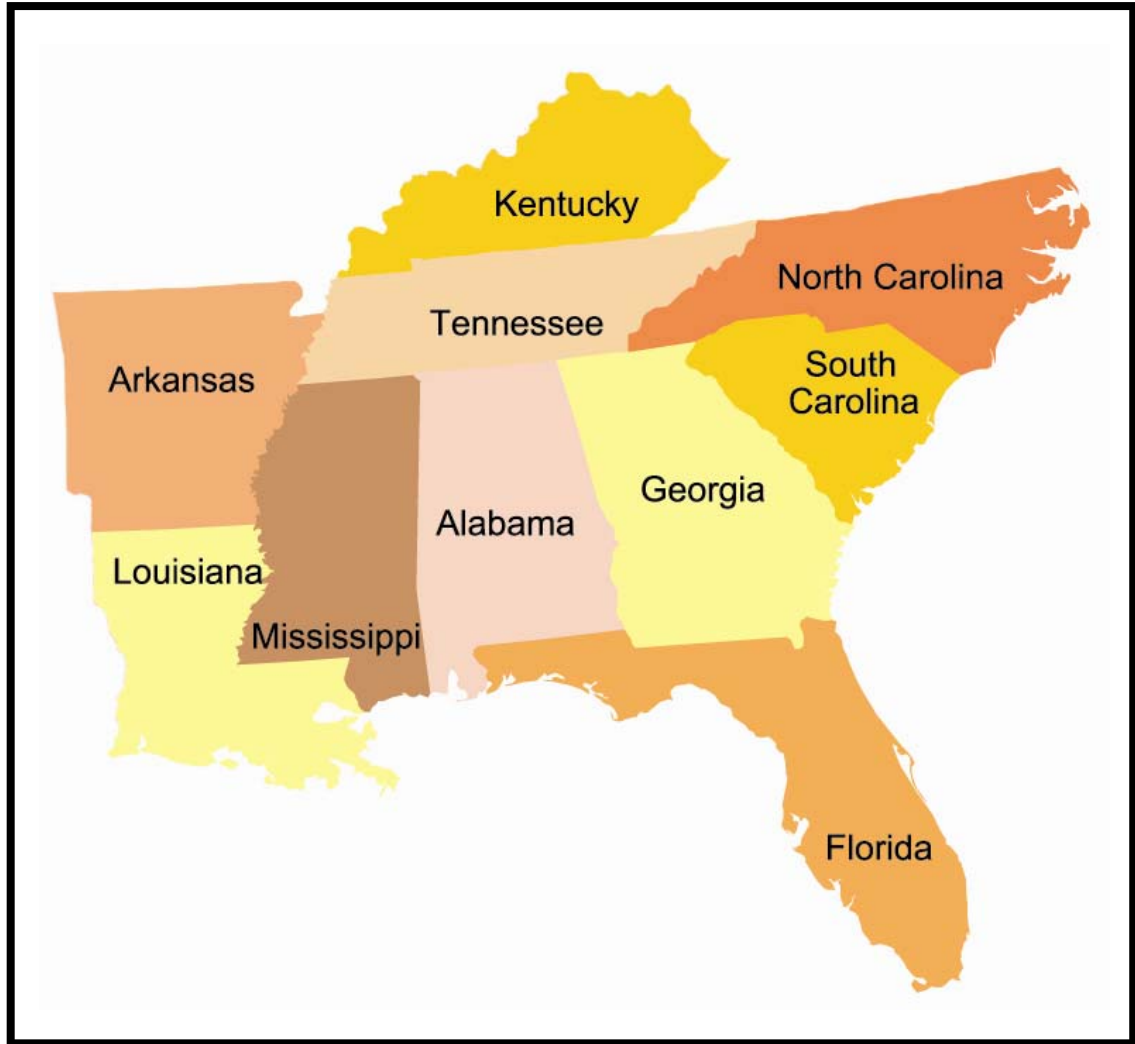 Kentucky
North Carolina
Tennessee
Arkansas
South
Carolina
Georgia
Alabama
Louisiana
Mississippi
Florida